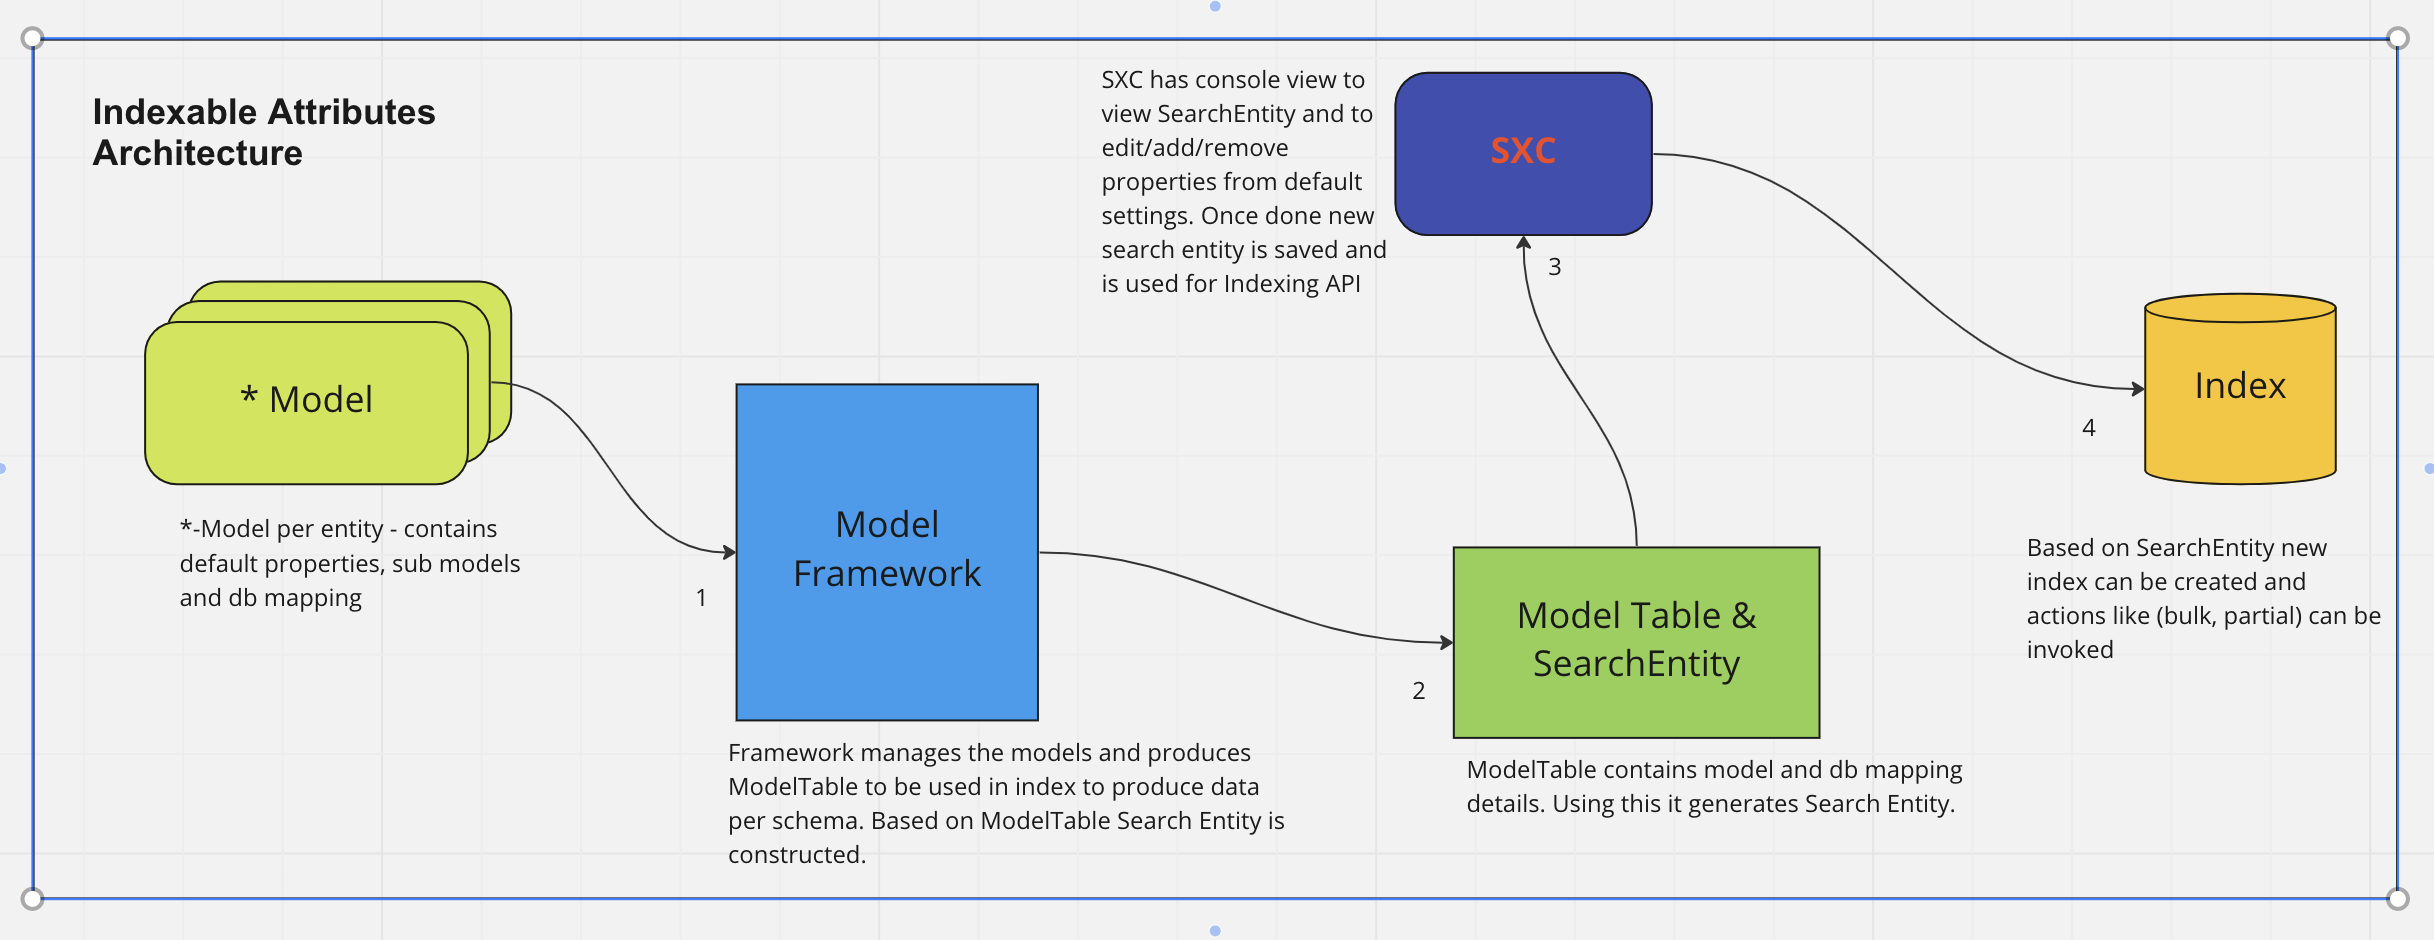 Indexable Attributes
Architecture
SXC has console view to
view SearchEntity and to
edit/add/remove
properties from default
settings. Once done new
search entity is saved and
is used for Indexing API
SXC
3
* Model
*-Model per entity - contains
default properties, sub models
and db mapping
1
Model
Framework
Framework manages the models and produces
ModelTable to be used in index to produce data
per schema. Based on ModelTable Search Entity is
constructed.
2
Model Table &
SearchEntity
ModelTable contains model and db mapping
details. Using this it generates Search Entity.
4
Index
Based on SearchEntity new
index can be created and
actions like (bulk, partial) can be
invoked